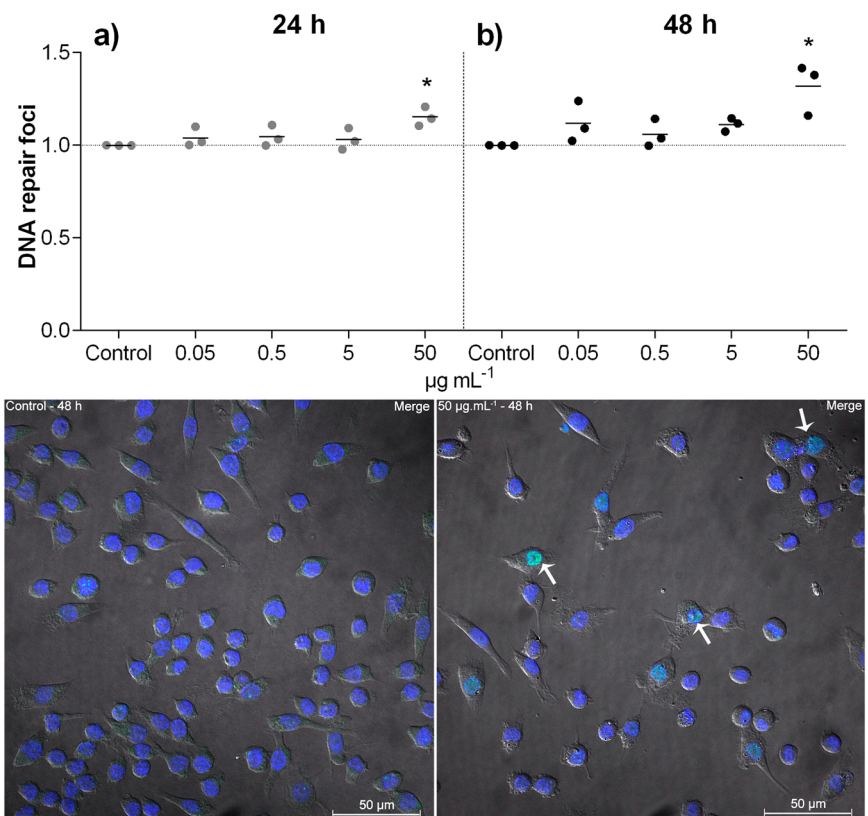 a) 24 h b) 48 h
* *
DNA repair foci
1.5
1.0
0.5
0.0
Control 0.05 0.5 5 50 Control 0.05 0.5 5 50
µg mL⁻¹
Control - 48 h Merge
50 µg.mL⁻¹ - 48 h Merge
50 µm
50 µm